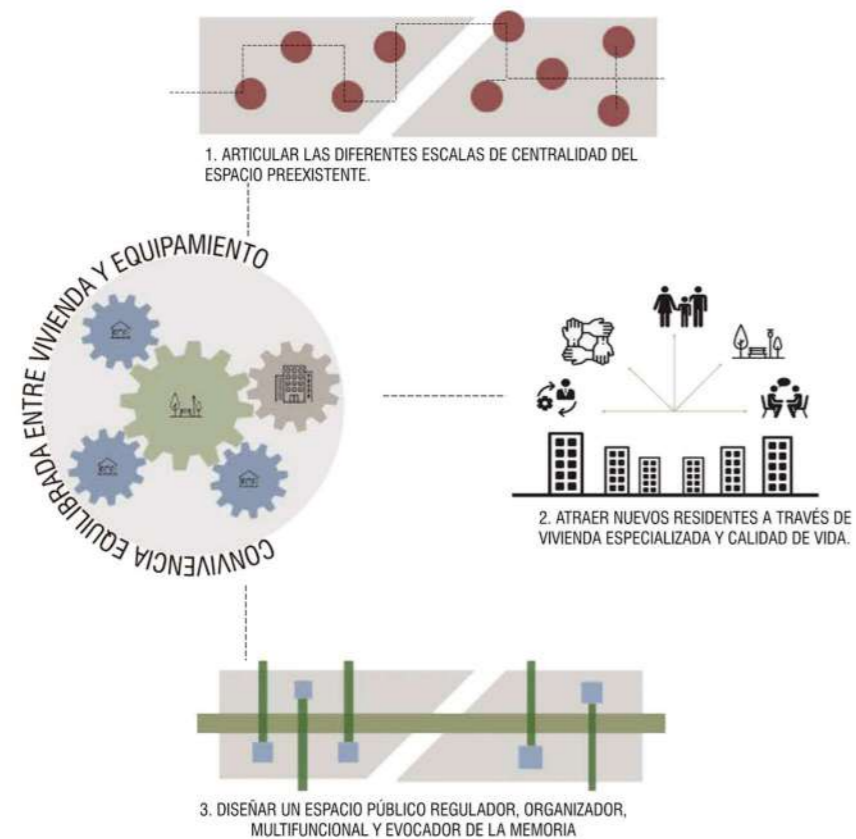 1. ARTICULAR LAS DIFERENTES ESCALAS DE CENTRALIDAD DEL
ESPACIO PREEXISTENTE.
CONVIVENCIA EQUILIBRADA ENTRE VIVIENDA Y EQUIPAMIENTO
2. ATRAER NUEVOS RESIDENTES A TRAVÉS DE
VIVIENDA ESPECIALIZADA Y CALIDAD DE VIDA.
3. DISEÑAR UN ESPACIO PÚBLICO REGULADOR, ORGANIZADOR,
MULTIFUNCIONAL Y EVOCADOR DE LA MEMORIA